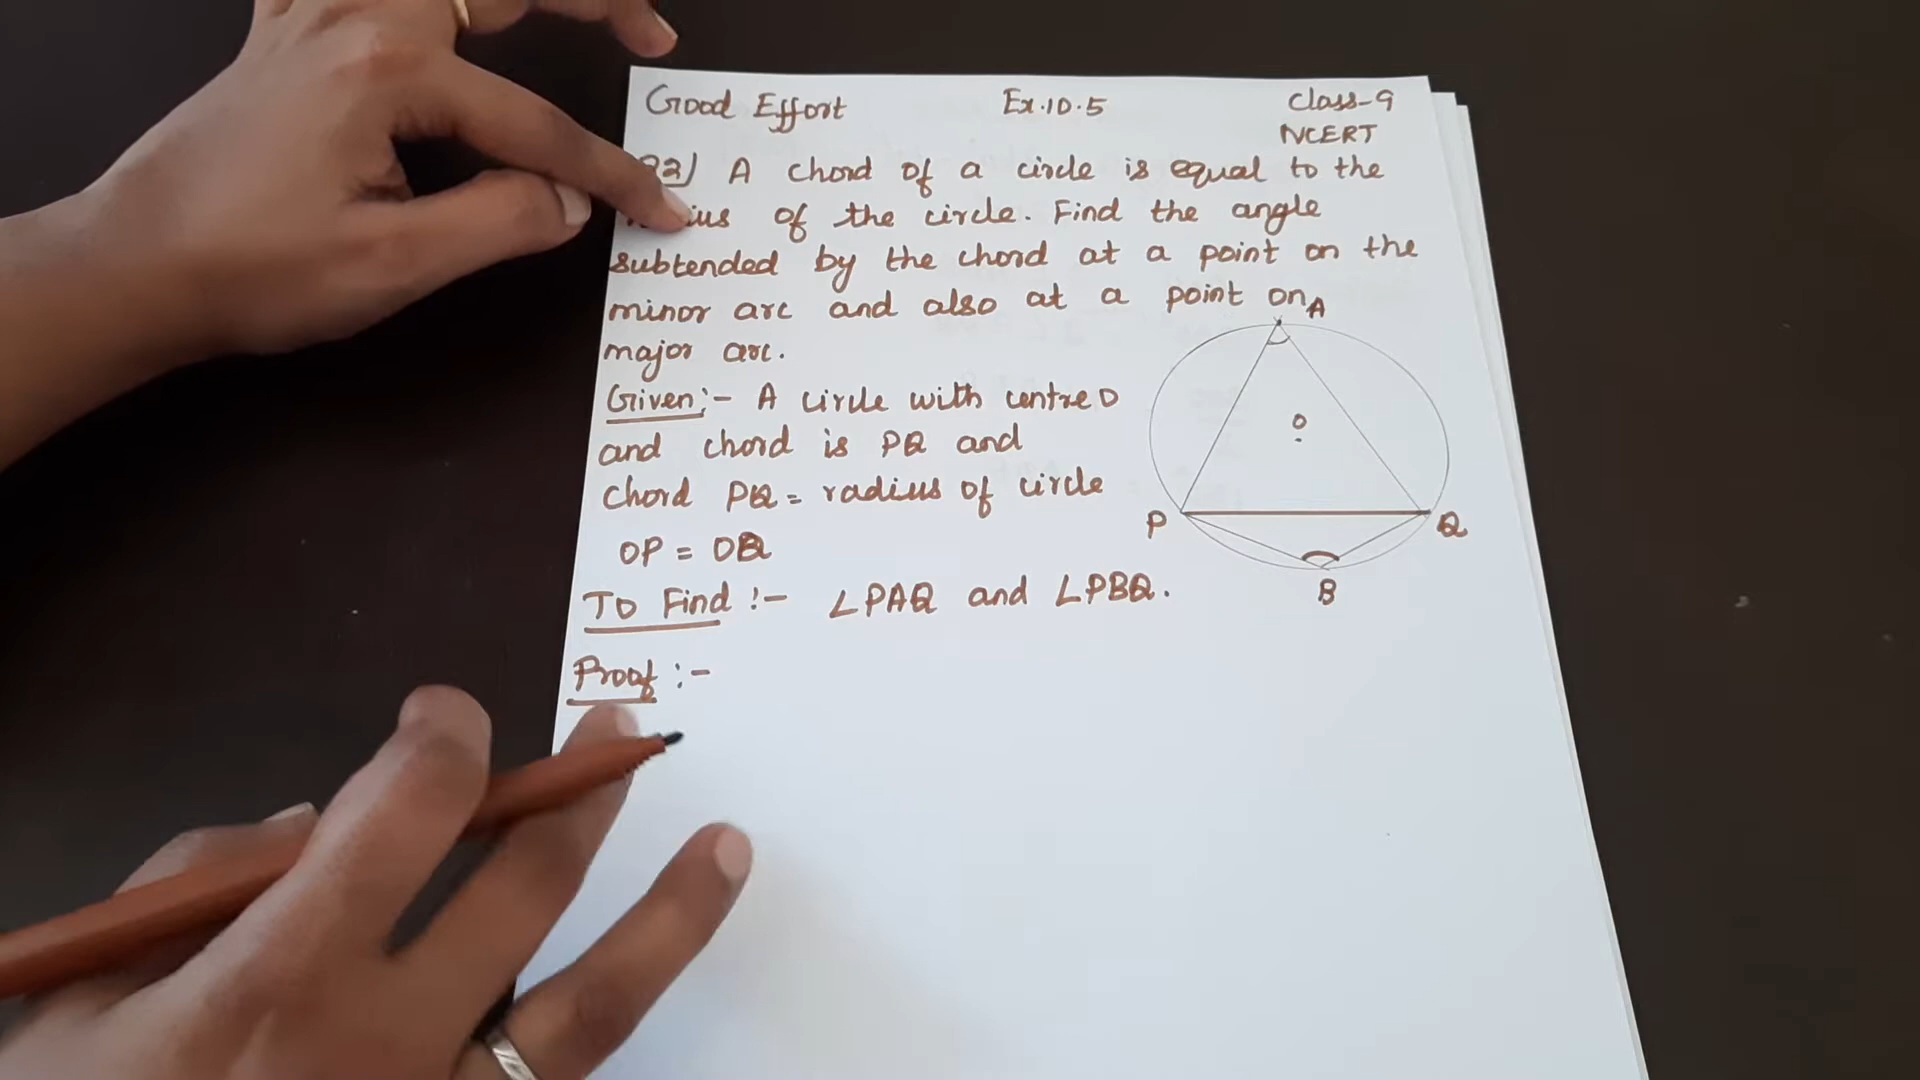 Good Effort Ex.10.5 Class-9
NCERT
2) A chord of a circle is equal to the
of the circle. Find the angle
subtended by the chord at a point on the
minor arc and also at a point on
major arc.
Given:- A circle with centre O
and chord is PQ and
chord PQ = radius of circle
OP = OQ
To Find :- ∠PAQ and ∠PBQ.
Proof :-
A
O
P
Q
B